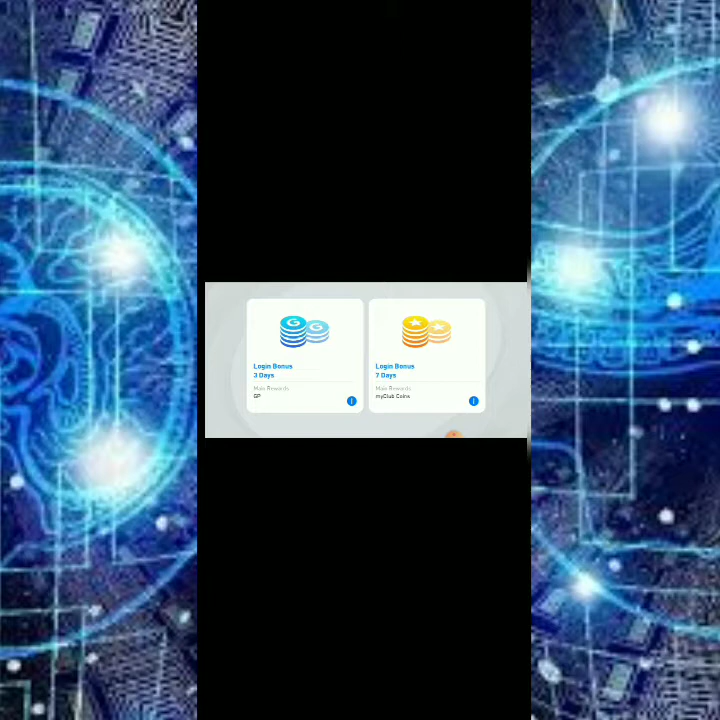 Login Bonus
3 Days
Main Rewards
GP
Login Bonus
7 Days
Main Rewards
myClub Coins